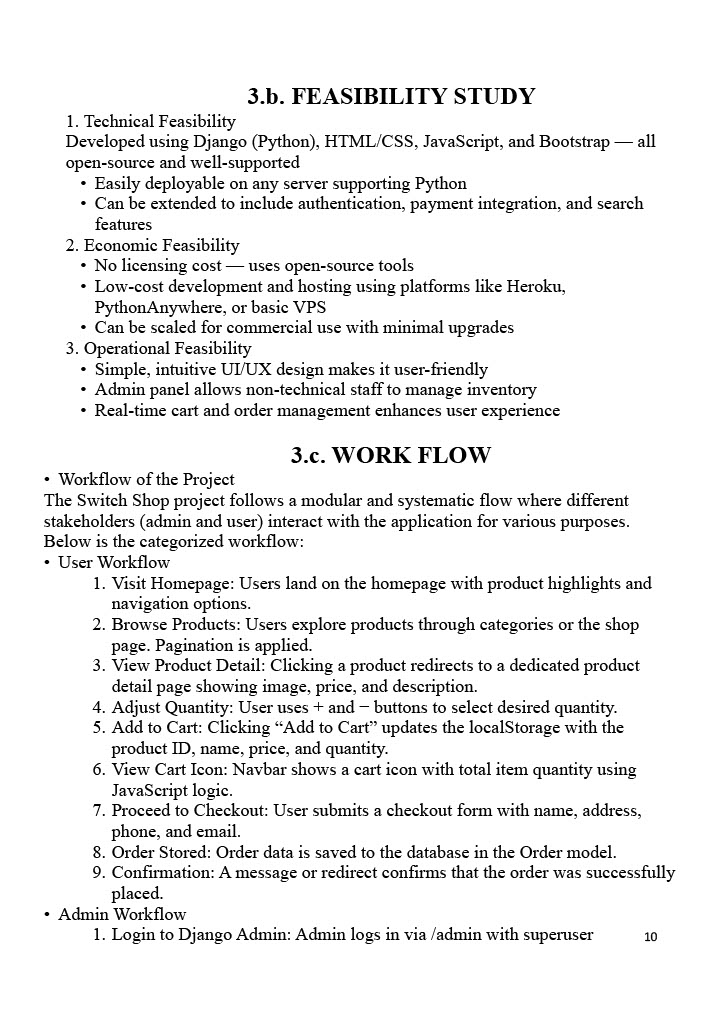 3.b. FEASIBILITY STUDY
1. Technical Feasibility
Developed using Django (Python), HTML/CSS, JavaScript, and Bootstrap — all
open-source and well-supported
• Easily deployable on any server supporting Python
• Can be extended to include authentication, payment integration, and search
features
2. Economic Feasibility
• No licensing cost — uses open-source tools
• Low-cost development and hosting using platforms like Heroku,
PythonAnywhere, or basic VPS
• Can be scaled for commercial use with minimal upgrades
3. Operational Feasibility
• Simple, intuitive UI/UX design makes it user-friendly
• Admin panel allows non-technical staff to manage inventory
• Real-time cart and order management enhances user experience
3.c. WORK FLOW
• Workflow of the Project
The Switch Shop project follows a modular and systematic flow where different
stakeholders (admin and user) interact with the application for various purposes.
Below is the categorized workflow:
• User Workflow
1. Visit Homepage: Users land on the homepage with product highlights and
navigation options.
2. Browse Products: Users explore products through categories or the shop
page. Pagination is applied.
3. View Product Detail: Clicking a product redirects to a dedicated product
detail page showing image, price, and description.
4. Adjust Quantity: User uses + and − buttons to select desired quantity.
5. Add to Cart: Clicking “Add to Cart” updates the localStorage with the
product ID, name, price, and quantity.
6. View Cart Icon: Navbar shows a cart icon with total item quantity using
JavaScript logic.
7. Proceed to Checkout: User submits a checkout form with name, address,
phone, and email.
8. Order Stored: Order data is saved to the database in the Order model.
9. Confirmation: A message or redirect confirms that the order was successfully
placed.
• Admin Workflow
1. Login to Django Admin: Admin logs in via /admin with superuser
10